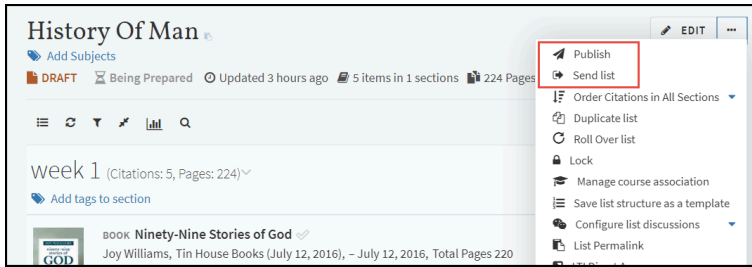 History Of Man
EDIT
Add Subjects
DRAFT Being Prepared Updated 3 hours ago 5 items in 1 sections 224 Pages
Publish
Send list
Order Citations in All Sections
Duplicate list
Roll Over list
Lock
Manage course association
Save list structure as a template
Configure list discussions
List Permalink
week 1 (Citations: 5, Pages: 224)
Add tags to section
BOOK Ninety-Nine Stories of God
Joy Williams, Tin House Books (July 12, 2016), – July 12, 2016, Total Pages 220
GOD